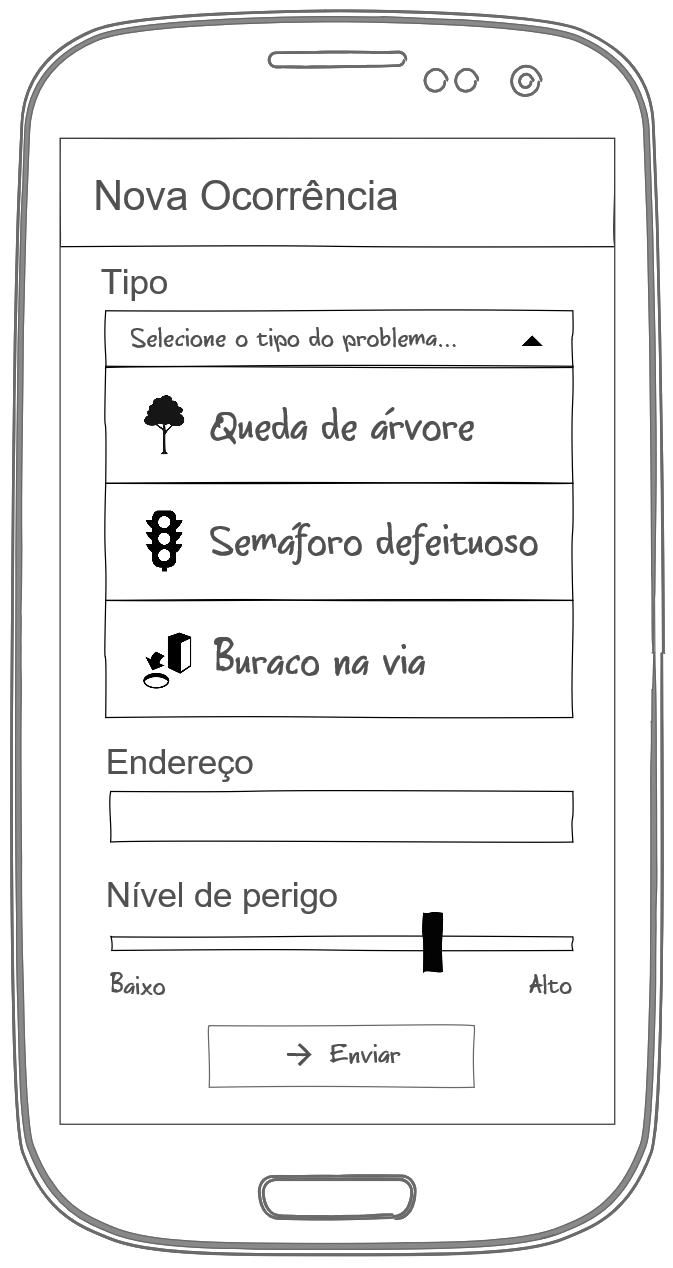 Nova Ocorrência
Tipo
Selecione o tipo do problema...
Queda de árvore
Semáforo defeituoso
Buraco na via
Endereço
Nível de perigo
Baixo
Alto
→ Enviar